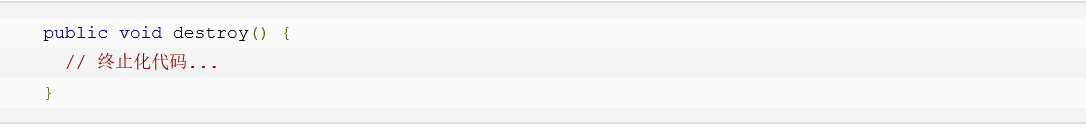 public void destroy() {
  // 终止化代码...
}